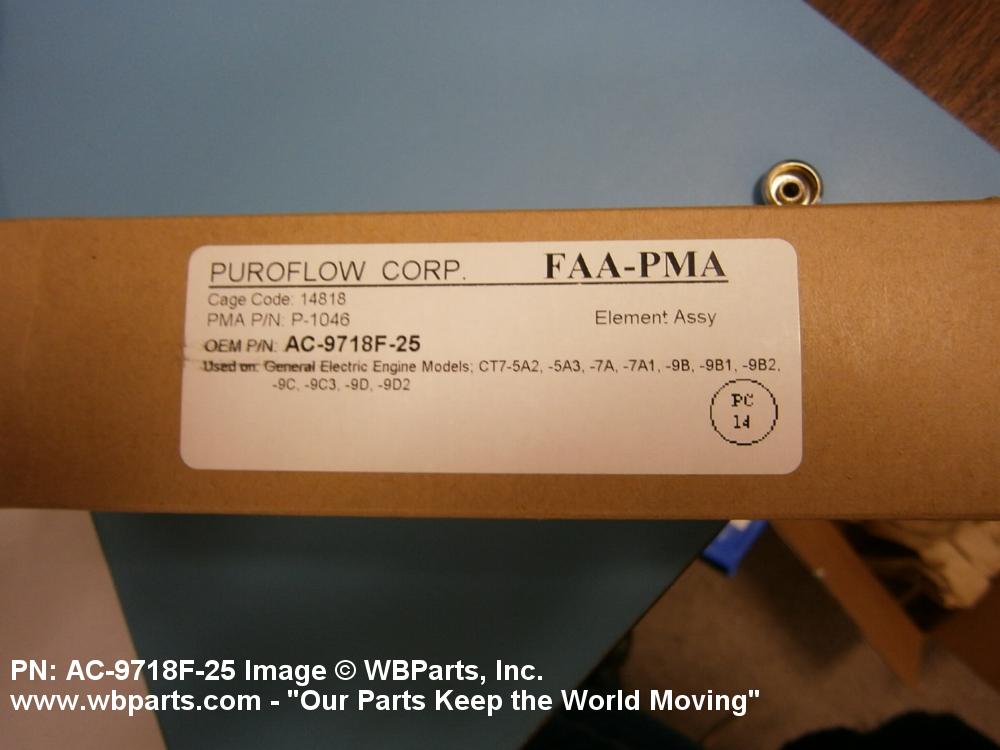 PUROFLOW CORP. FAA-PMA
Cage Code: 14818
PMA P/N: P-1046 Element Assy
OEM P/N: AC-9718F-25
Used on: General Electric Engine Models; CT7-5A2, -5A3, -7A, -7A1, -9B, -9B1, -9B2,
-9C, -9C3, -9D, -9D2
PC
14
PN: AC-9718F-25 Image © WBParts, Inc.
www.wbparts.com - "Our Parts Keep the World Moving"